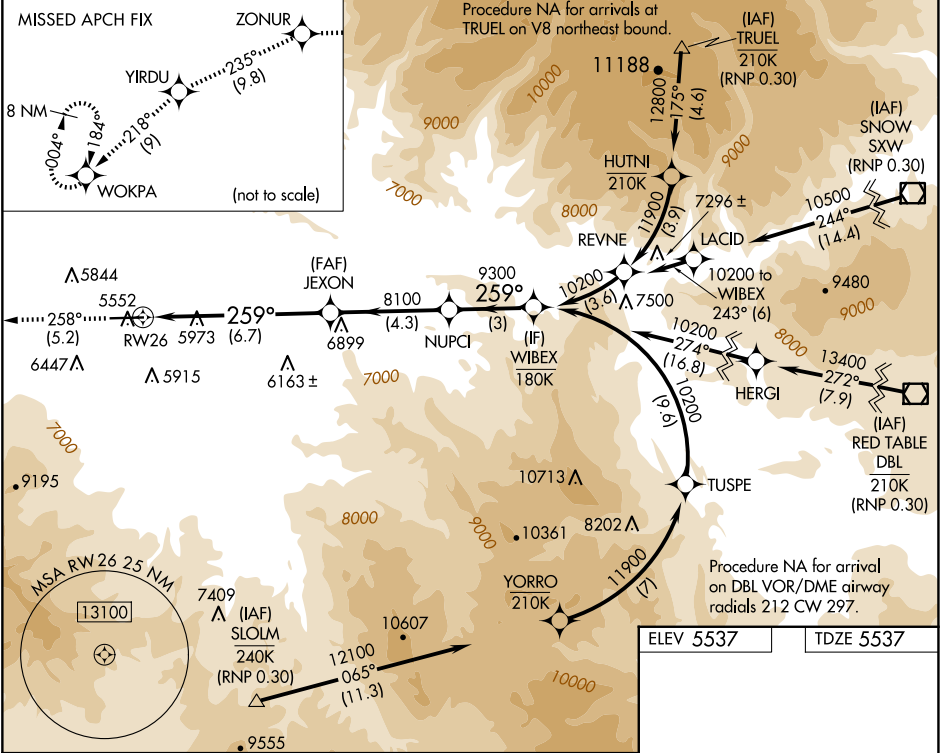 MISSED APCH FIX
ZONUR
YIRDU
235°
(9.8)
8 NM
218°
(9)
004°
184°
WOKPA
(not to scale)
Procedure NA for arrivals at
TRUEL on V8 northeast bound.
(IAF)
TRUEL
210K
(RNP 0.30)
11188
10000
9000
12800
175°
(4.6)
9000
(IAF)
SNOW
SXW
(RNP 0.30)
HUTNI
210K
7000
8000
11900
(3.9)
7296 ±
10500
244°
(14.4)
REVNE
LACID
5844
(FAF)
JEXON
9300
259°
10200
(3.6)
10200 to
WIBEX
243° (6)
9480
9000
7500
5552
258°
(5.2)
RW26
5973
259°
(6.7)
8100
(4.3)
NUPCI
(3)
(IF)
WIBEX
180K
6899
10200
274°
(16.8)
8000
13400
272°
(7.9)
6447
5915
6163 ±
7000
HERGI
10200
(9.6)
(IAF)
RED TABLE
DBL
210K
(RNP 0.30)
7000
9195
10713
TUSPE
8000
9000
10361
8202
11900
(7)
Procedure NA for arrival
on DBL VOR/DME airway
radials 212 CW 297.
MSA RW26 25 NM
13100
7409
(IAF)
SLOLM
240K
(RNP 0.30)
YORRO
210K
10607
12100
065°
(11.3)
10000
9555
ELEV 5537
TDZE 5537